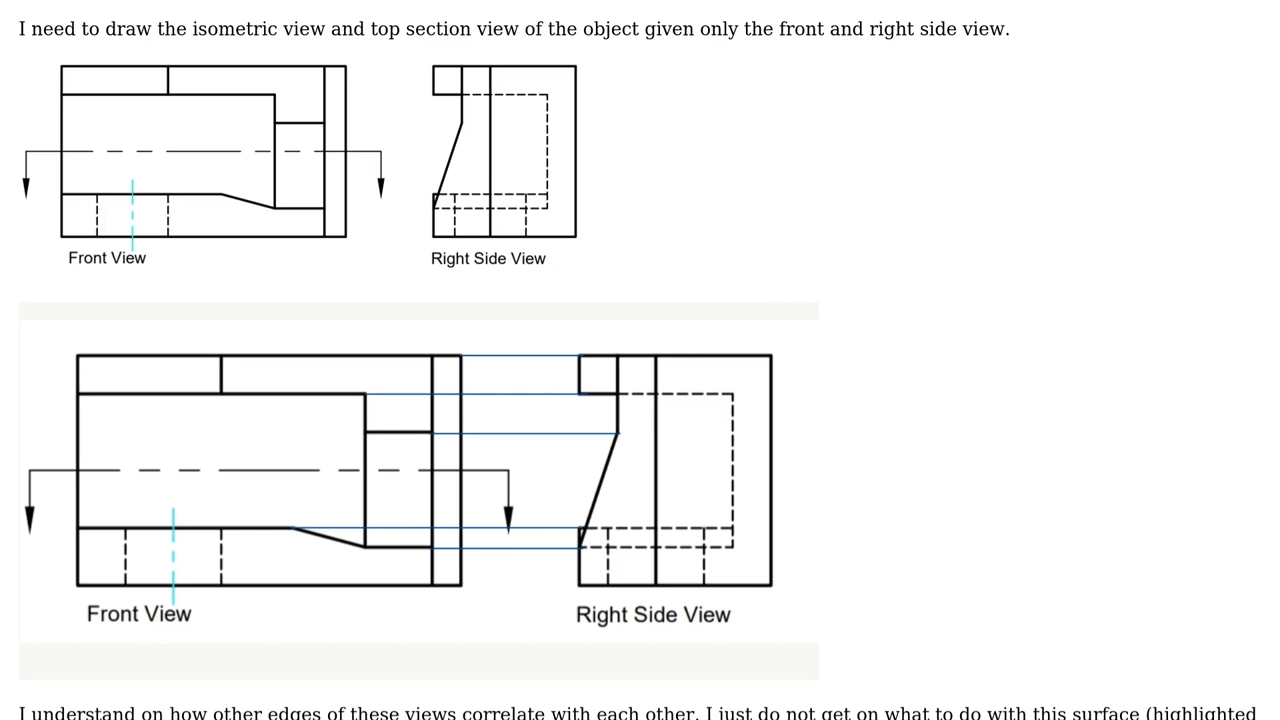 I need to draw the isometric view and top section view of the object given only the front and right side view.
Front View
Right Side View
Front View
Right Side View
I understand on how other edges of these views correlate with each other. I just do not get on what to do with this surface (highlighted